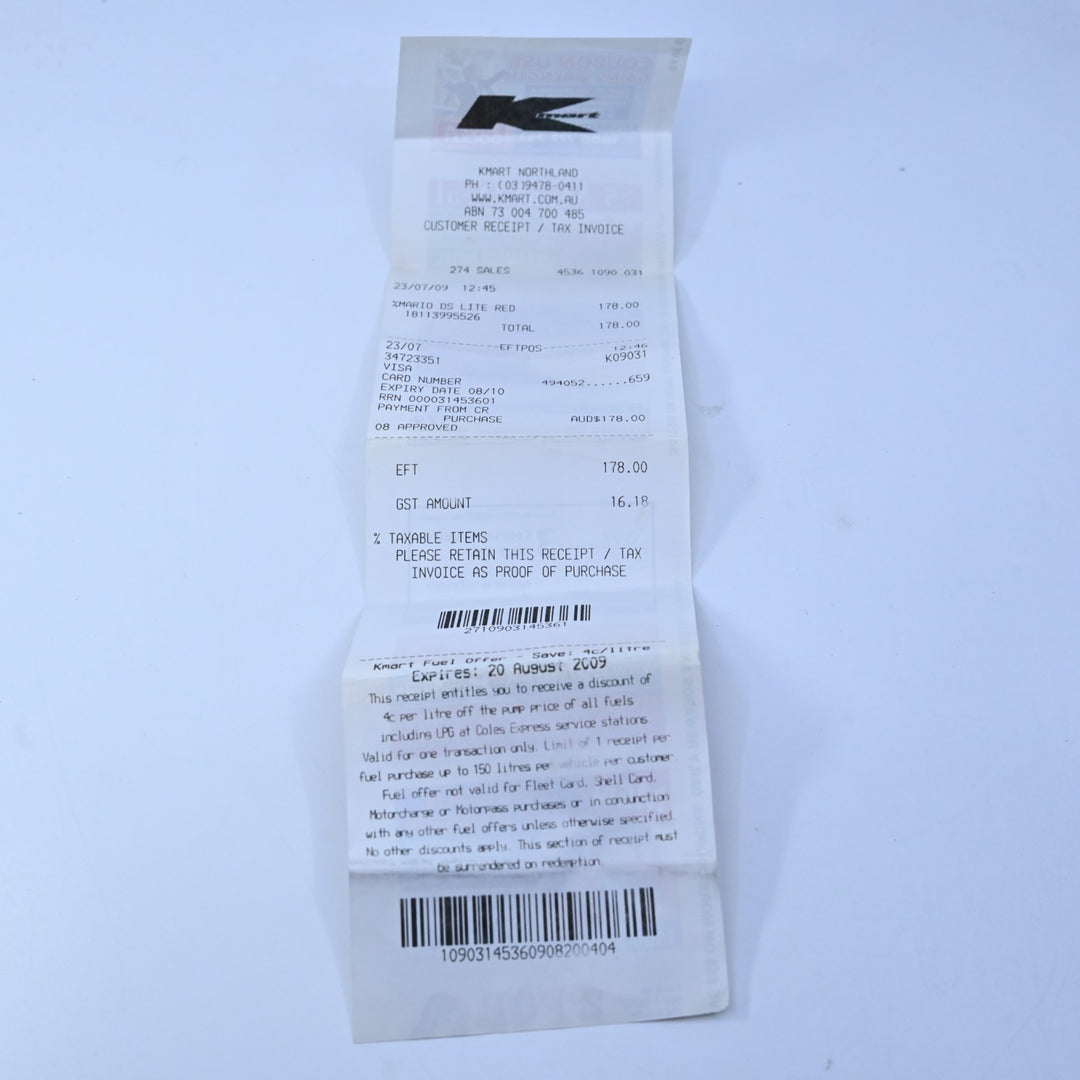 Kmart
KMART NORTHLAND
PH : (03)9478-0411
WWW.KMART.COM.AU
ABN 73 004 700 485
CUSTOMER RECEIPT / TAX INVOICE
274 SALES 4536 1090 031
23/07/09 12:45
%MARIO DS LITE RED 178.00
18113995526
TOTAL 178.00
23/07 --------EFTPOS-------- 12:46
34723351 K09031
VISA
CARD NUMBER 494052......659
EXPIRY DATE 08/10
RRN 000031453601
PAYMENT FROM CR
PURCHASE AUD$178.00
08 APPROVED
EFT 178.00
GST AMOUNT 16.18
% TAXABLE ITEMS
PLEASE RETAIN THIS RECEIPT / TAX
INVOICE AS PROOF OF PURCHASE
2710903145361
Kmart Fuel Offer - Save: 4c/litre
Expires: 20 August 2009
This receipt entitles you to receive a discount of
4c per litre off the pump price of all fuels
including LPG at Coles Express service stations.
Valid for one transaction only. Limit of 1 receipt per
fuel purchase up to 150 litres per vehicle per customer.
Fuel offer not valid for Fleet Card, Shell Card,
Motorcharge or Motorpass purchases or in conjunction
with any other fuel offers unless otherwise specified.
No other discounts apply. This section of receipt must
be surrendered on redemption.
10903145360908200404